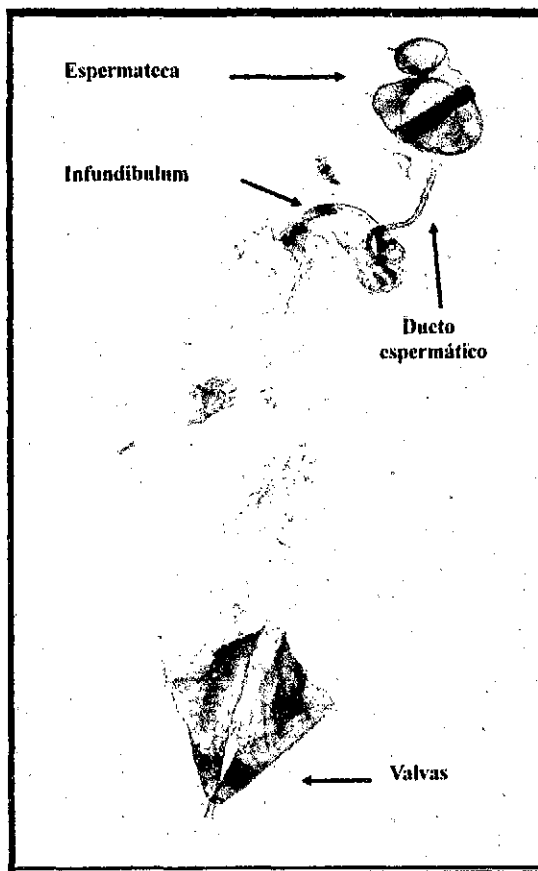 Espermateca
Infundibulum
Ducto
espermático
Valvas